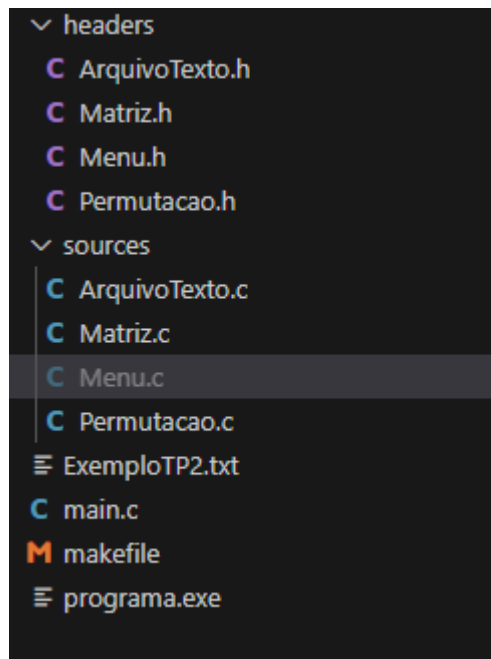 headers
C ArquivoTexto.h
C Matriz.h
C Menu.h
C Permutacao.h
sources
C ArquivoTexto.c
C Matriz.c
C Menu.c
C Permutacao.c
ExemploTP2.txt
C main.c
M makefile
programa.exe